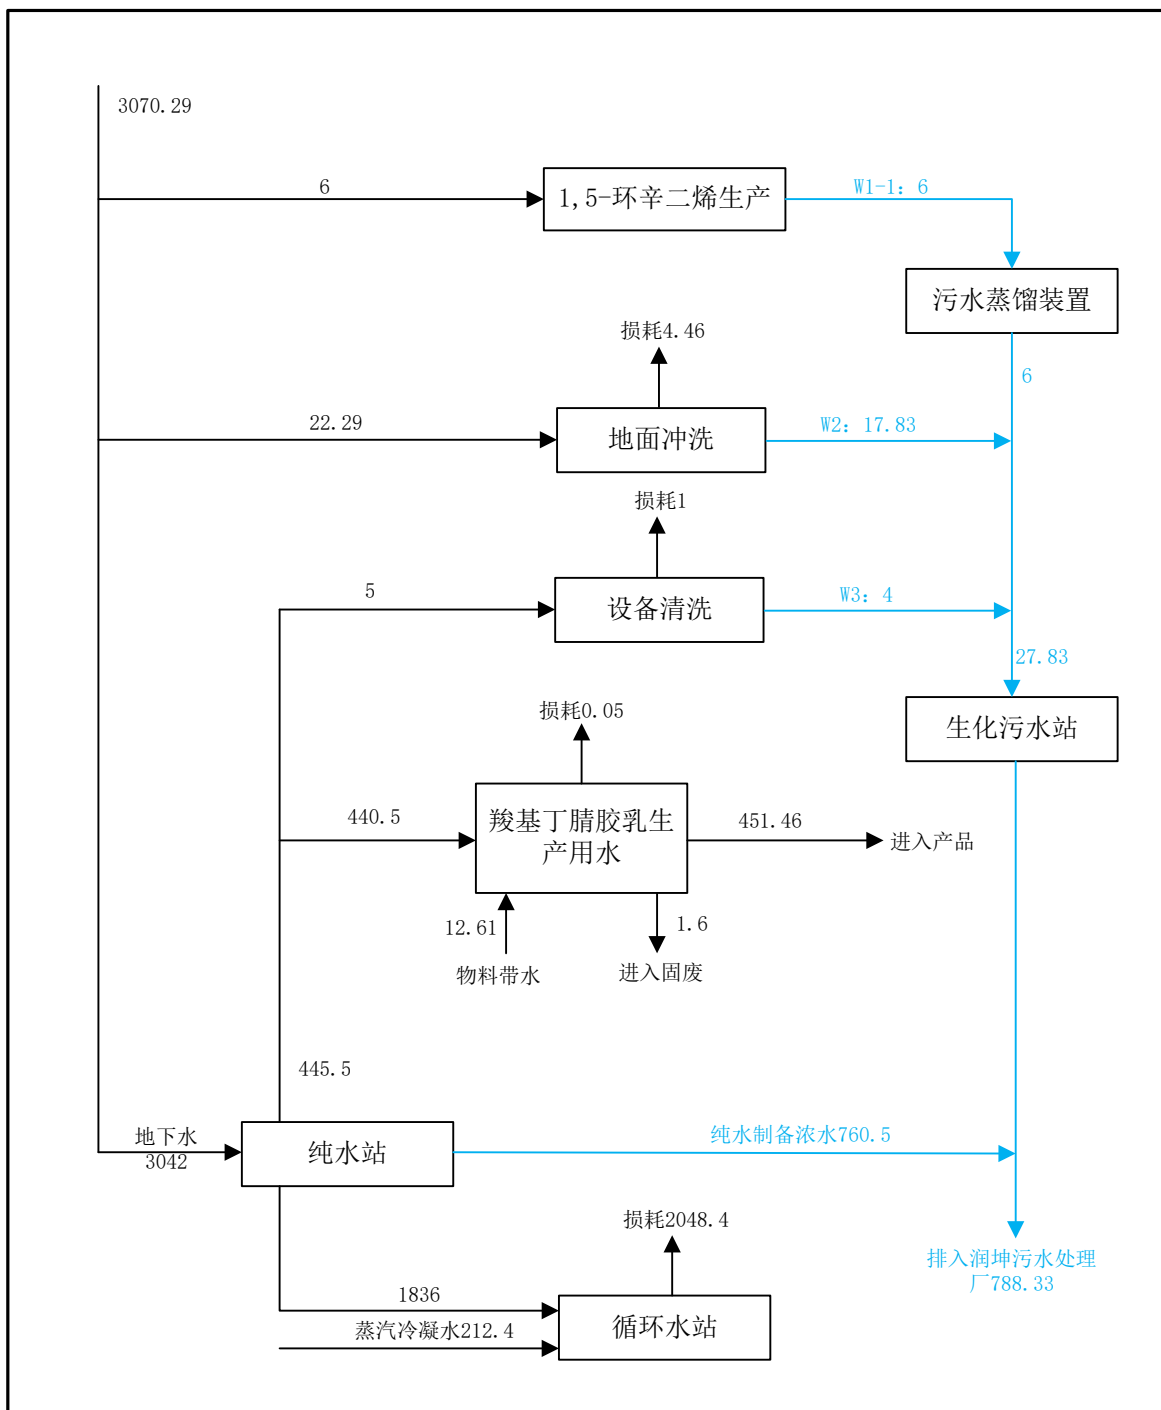 3070.29
6
1,5-环辛二烯生产
W1-1：6
污水蒸馏装置
损耗4.46
6
22.29
地面冲洗
W2：17.83
损耗1
5
设备清洗
W3：4
27.83
生化污水站
损耗0.05
440.5
羧基丁腈胶乳生
产用水
451.46
进入产品
12.61
1.6
物料带水
进入固废
445.5
地下水
3042
纯水站
纯水制备浓水760.5
损耗2048.4
排入润坤污水处理
厂788.33
1836
蒸汽冷凝水212.4
循环水站